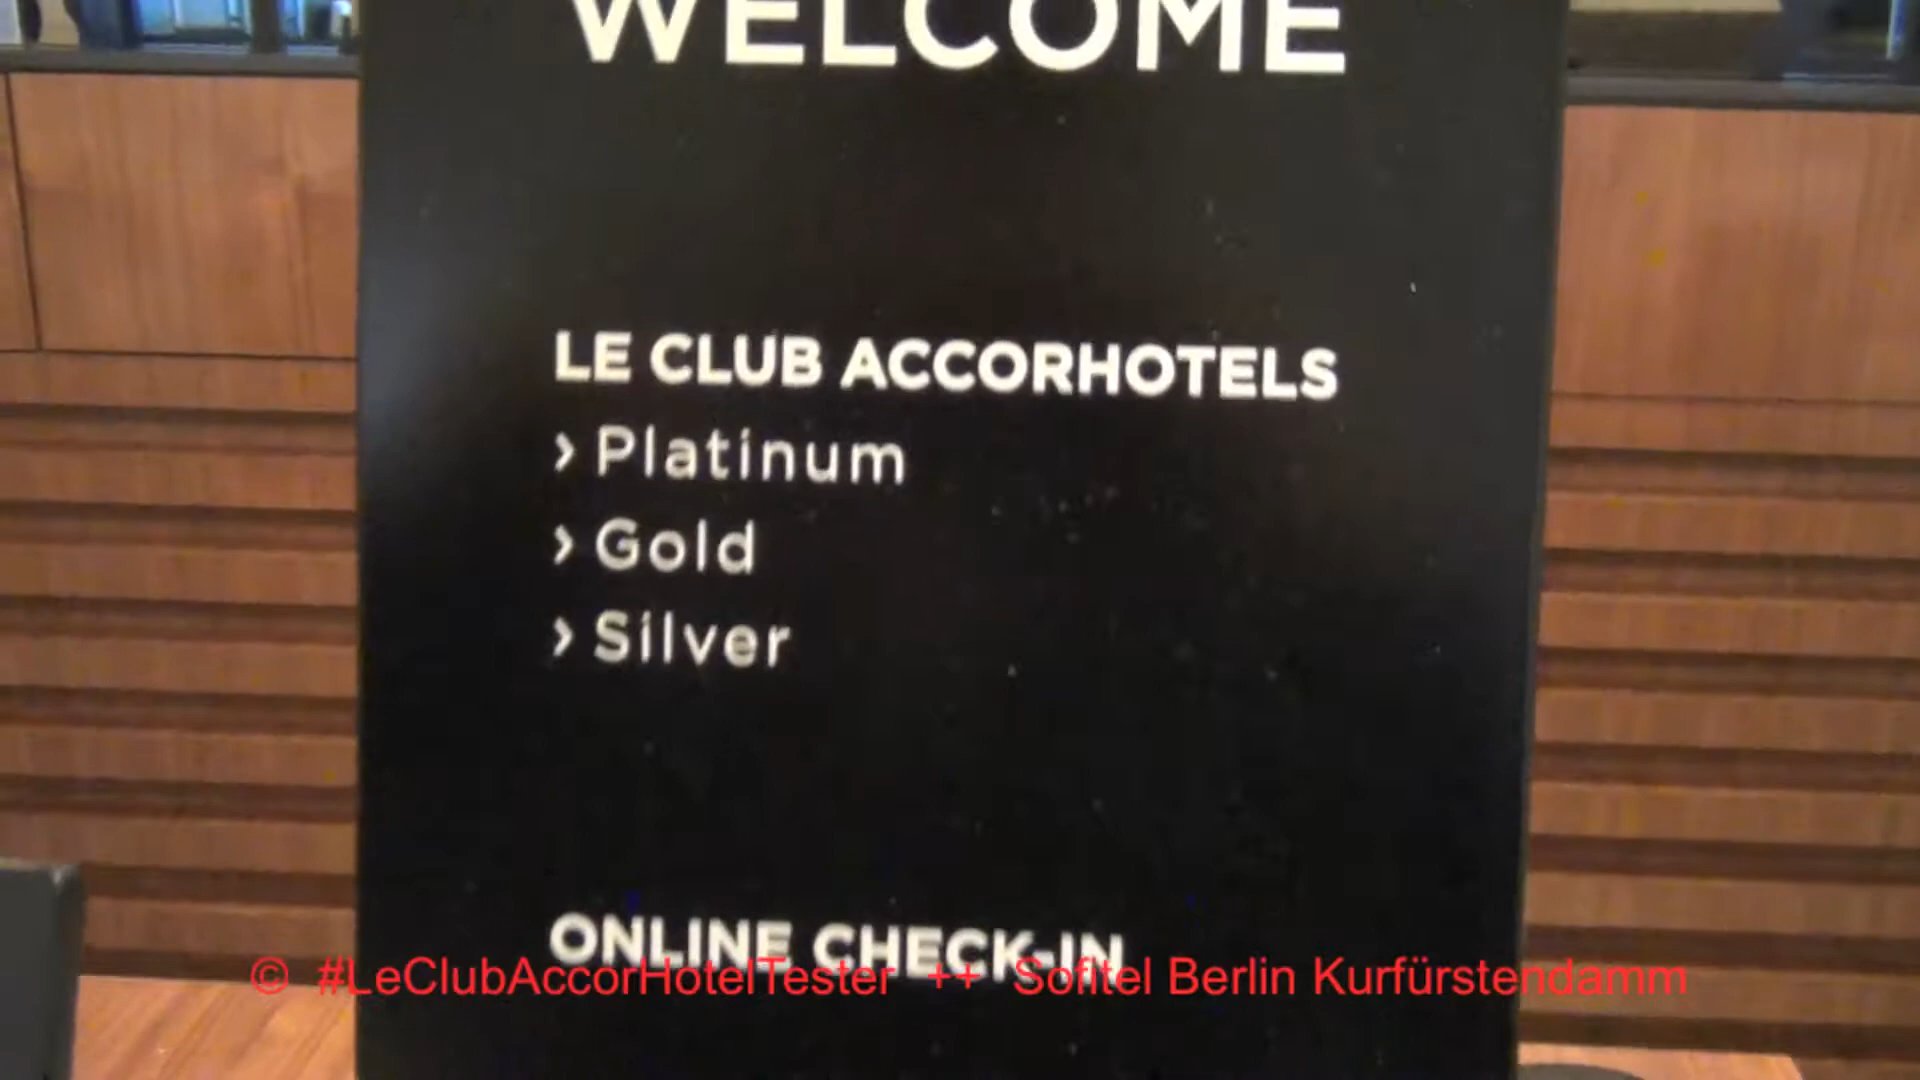 WELCOME
LE CLUB ACCORHOTELS
› Platinum
› Gold
› Silver
ONLINE CHECK-IN
© #LeClubAccorHotelTester ++ Sofitel Berlin Kurfürstendamm